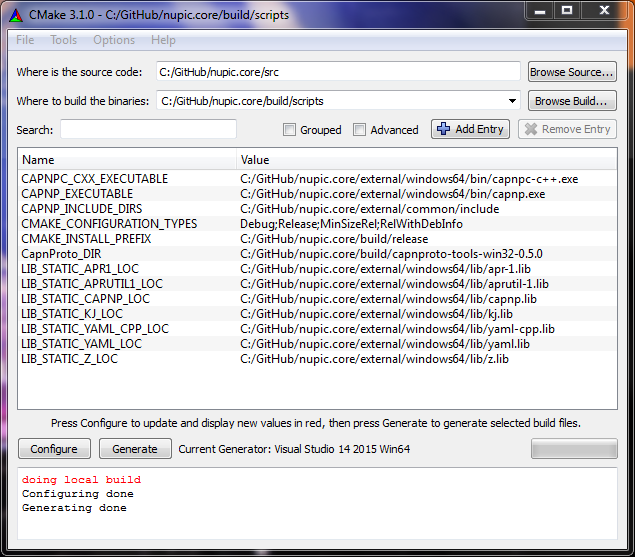 CMake 3.1.0 - C:/GitHub/nupic.core/build/scripts
File Tools Options Help
Where is the source code: C:/GitHub/nupic.core/src Browse Source...
Where to build the binaries: C:/GitHub/nupic.core/build/scripts Browse Build...
Search: Grouped Advanced Add Entry Remove Entry
Name Value
CAPNPC_CXX_EXECUTABLE C:/GitHub/nupic.core/external/windows64/bin/capnpc-c++.exe
CAPNP_EXECUTABLE C:/GitHub/nupic.core/external/windows64/bin/capnp.exe
CAPNP_INCLUDE_DIRS C:/GitHub/nupic.core/external/common/include
CMAKE_CONFIGURATION_TYPES Debug;Release;MinSizeRel;RelWithDebInfo
CMAKE_INSTALL_PREFIX C:/GitHub/nupic.core/build/release
CapnProto_DIR C:/GitHub/nupic.core/build/capnproto-tools-win32-0.5.0
LIB_STATIC_APR1_LOC C:/GitHub/nupic.core/external/windows64/lib/apr-1.lib
LIB_STATIC_APRUTIL1_LOC C:/GitHub/nupic.core/external/windows64/lib/aprutil-1.lib
LIB_STATIC_CAPNP_LOC C:/GitHub/nupic.core/external/windows64/lib/capnp.lib
LIB_STATIC_KJ_LOC C:/GitHub/nupic.core/external/windows64/lib/kj.lib
LIB_STATIC_YAML_CPP_LOC C:/GitHub/nupic.core/external/windows64/lib/yaml-cpp.lib
LIB_STATIC_YAML_LOC C:/GitHub/nupic.core/external/windows64/lib/yaml.lib
LIB_STATIC_Z_LOC C:/GitHub/nupic.core/external/windows64/lib/z.lib
Press Configure to update and display new values in red, then press Generate to generate selected build files.
Configure Generate Current Generator: Visual Studio 14 2015 Win64
doing local build
Configuring done
Generating done